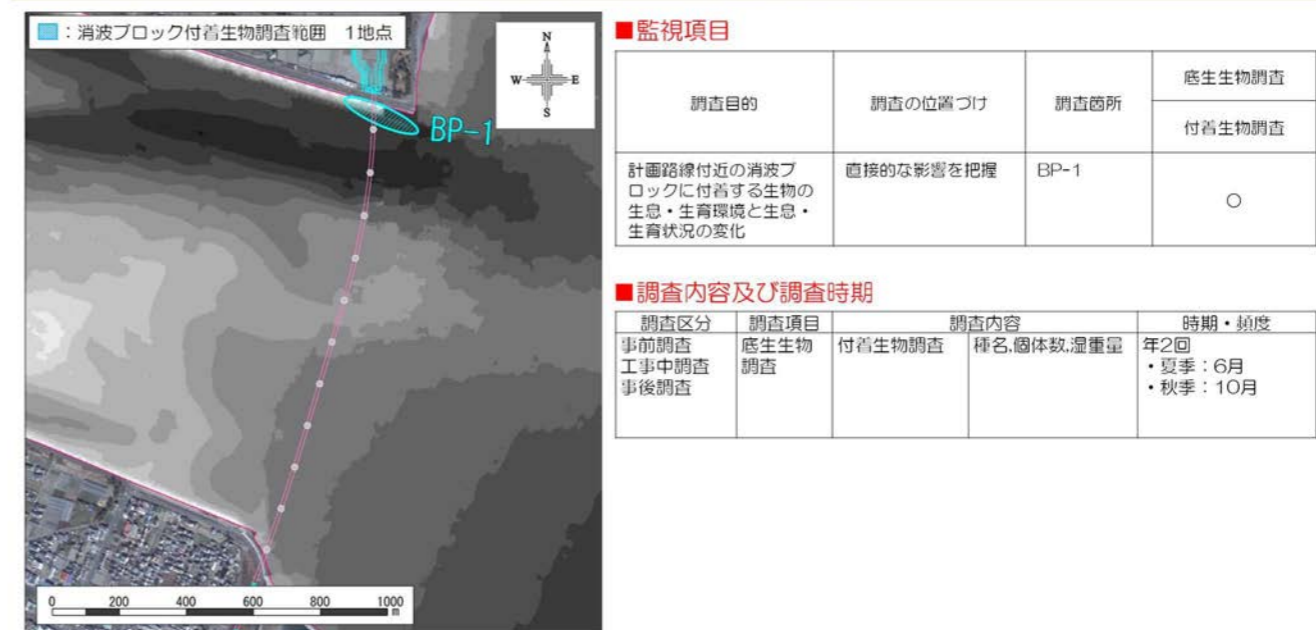 ：消波ブロック付着生物調査範囲　1地点
N
W E
S
BP-1
0 200 400 600 800 1000
m
■監視項目
調査目的 調査の位置づけ 調査箇所 底生生物調査
付着生物調査
計画路線付近の消波ブ
ロックに付着する生物の
生息・生育環境と生息・
生育状況の変化
直接的な影響を把握
BP-1
○
■調査内容及び調査時期
調査区分 調査項目 調査内容 時期・頻度
事前調査
工事中調査
事後調査
底生生物
調査
付着生物調査
種名,個体数,湿重量
年2回
・夏季：6月
・秋季：10月